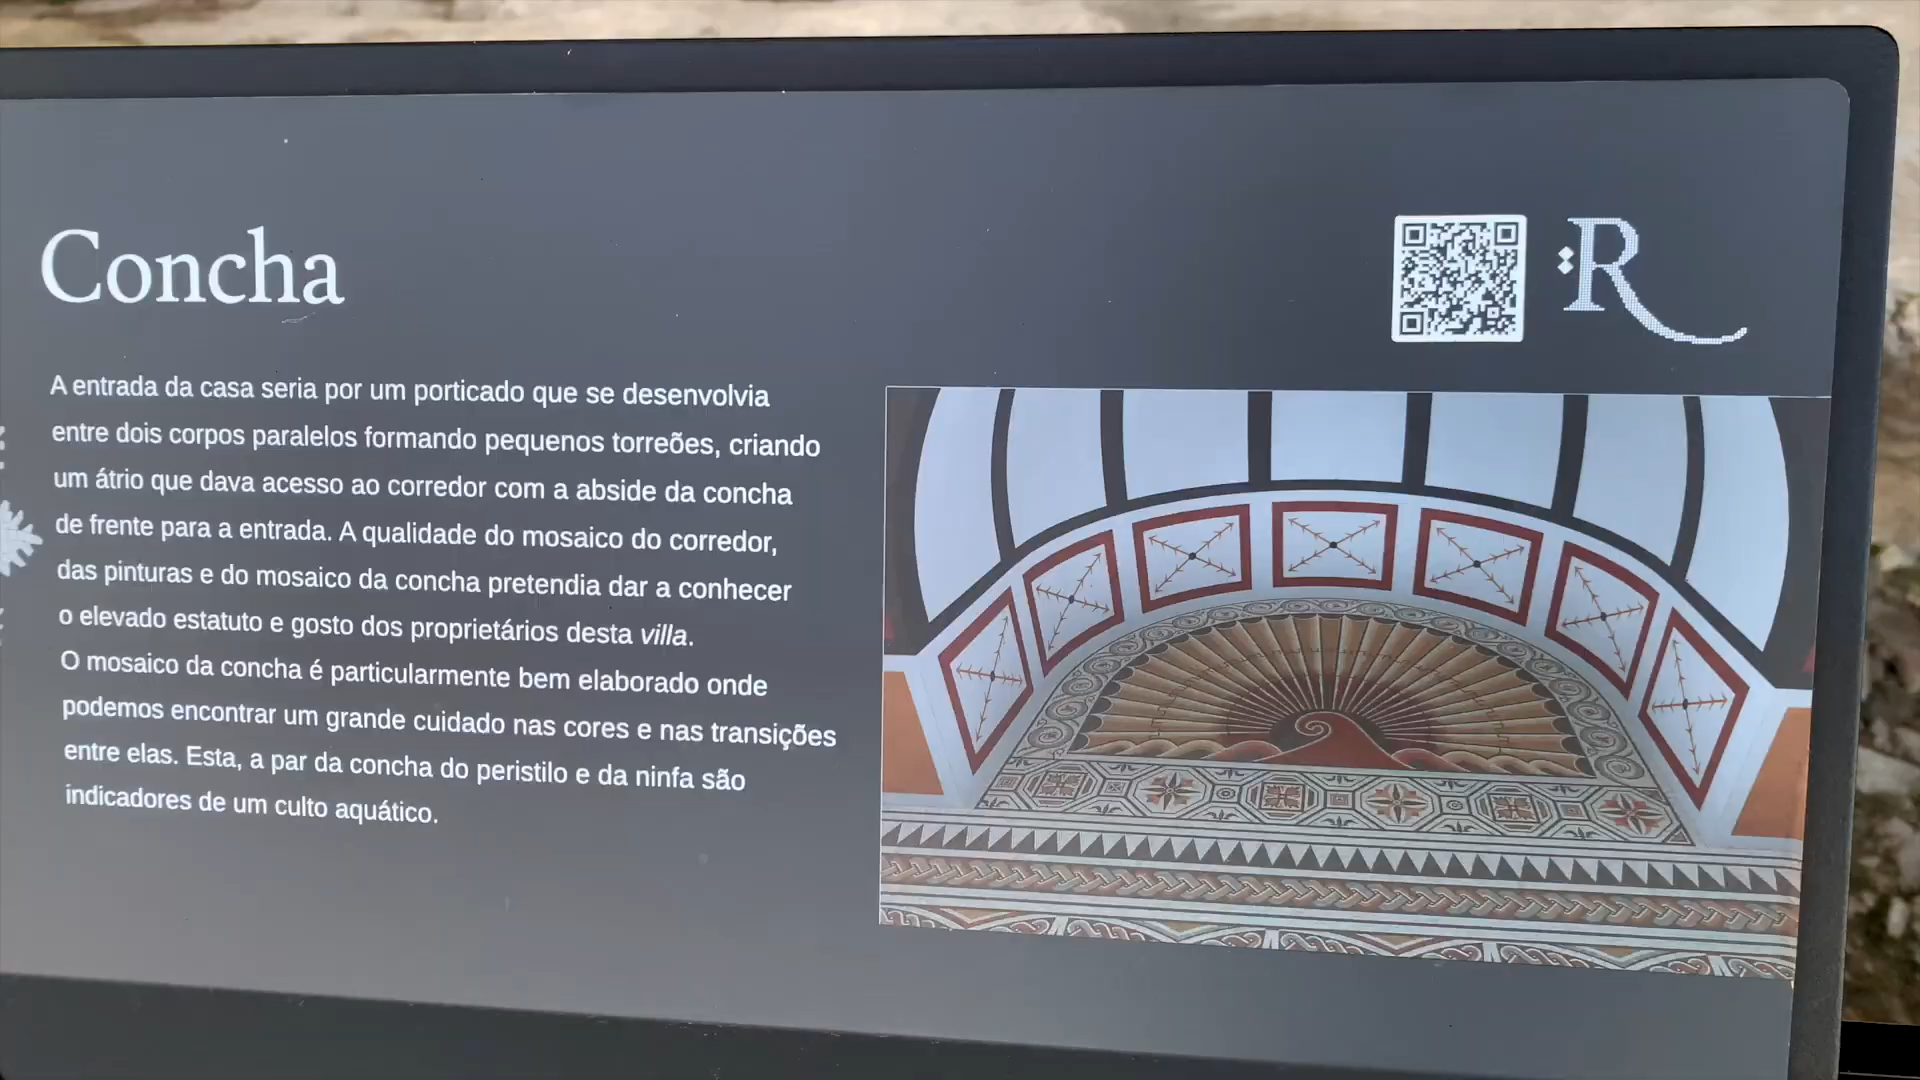 Concha
R
A entrada da casa seria por um porticado que se desenvolvia
entre dois corpos paralelos formando pequenos torreões, criando
um átrio que dava acesso ao corredor com a abside da concha
de frente para a entrada. A qualidade do mosaico do corredor,
das pinturas e do mosaico da concha pretendia dar a conhecer
o elevado estatuto e gosto dos proprietários desta villa.
O mosaico da concha é particularmente bem elaborado onde
podemos encontrar um grande cuidado nas cores e nas transições
entre elas. Esta, a par da concha do peristilo e da ninfa são
indicadores de um culto aquático.